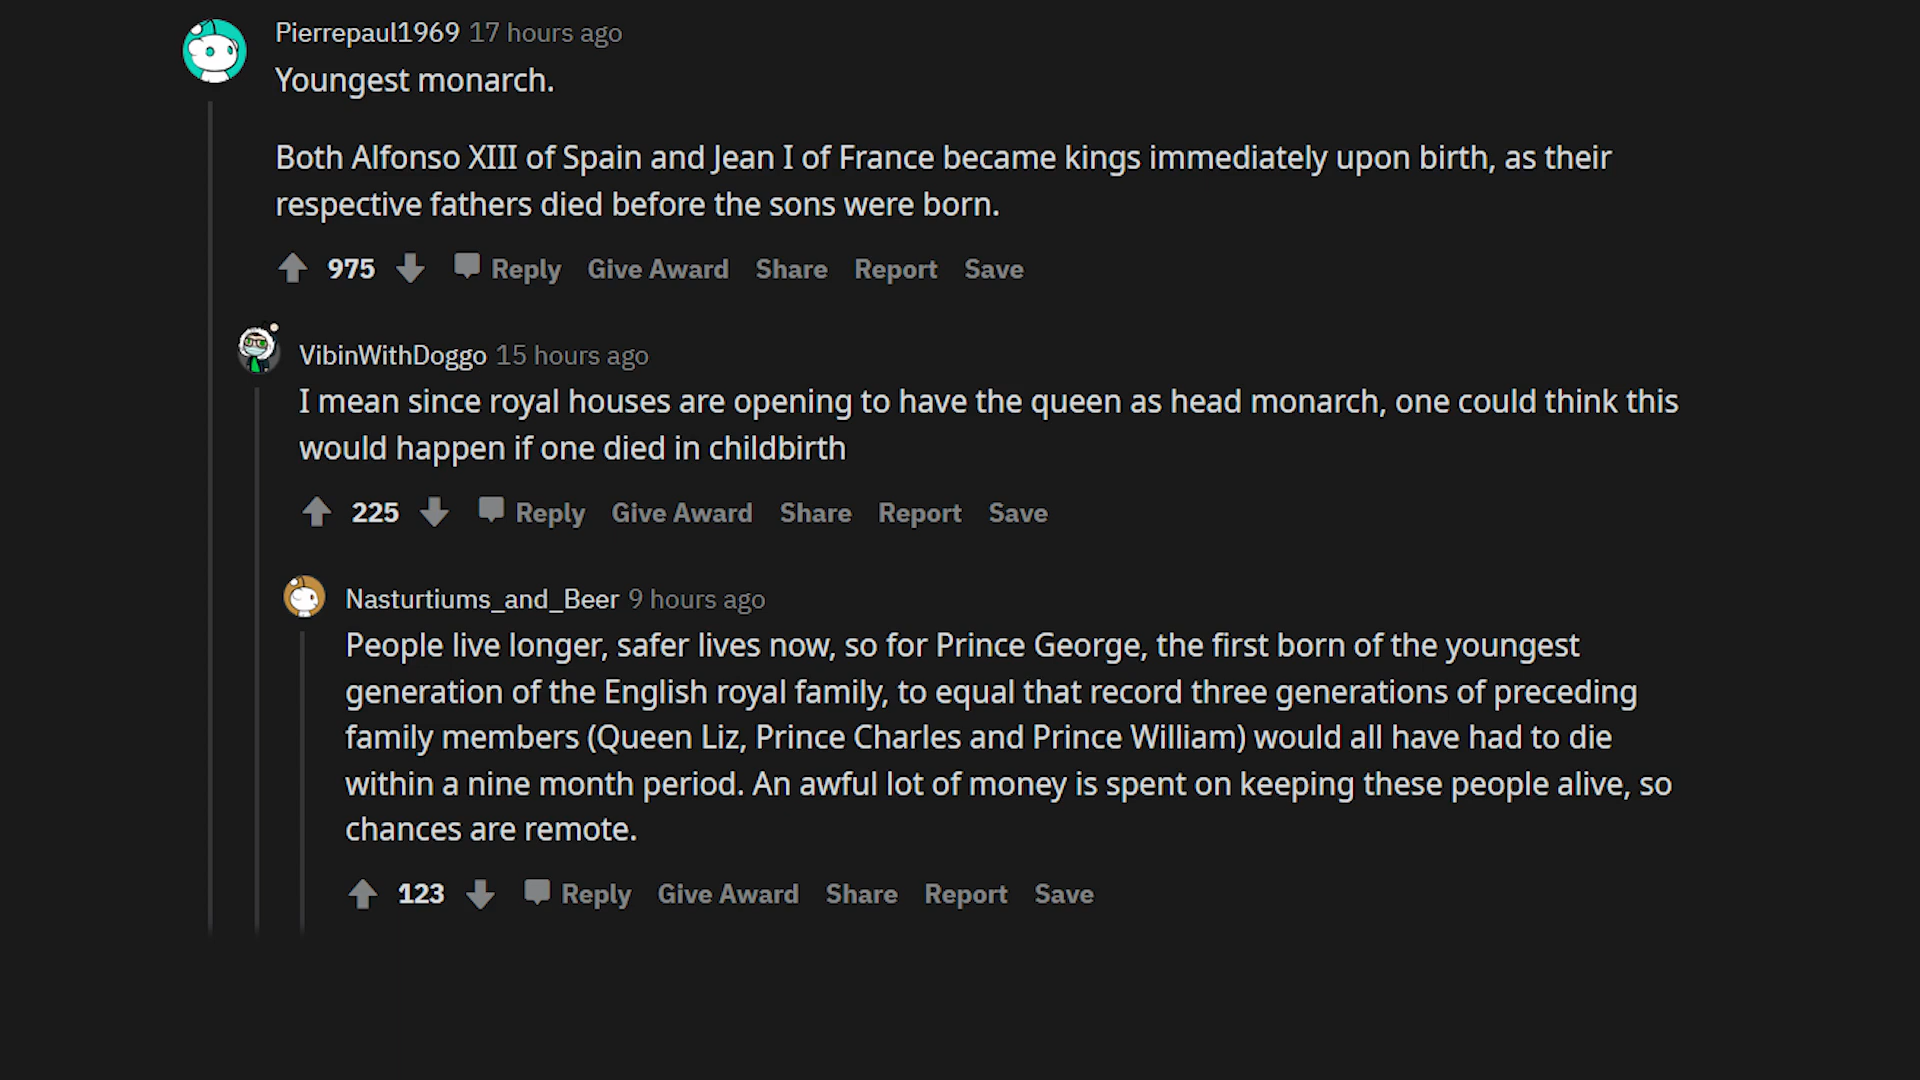 Pierrepaul1969 17 hours ago
Youngest monarch.
Both Alfonso XIII of Spain and Jean I of France became kings immediately upon birth, as their
respective fathers died before the sons were born.
975 Reply Give Award Share Report Save
VibinWithDoggo 15 hours ago
I mean since royal houses are opening to have the queen as head monarch, one could think this
would happen if one died in childbirth
225 Reply Give Award Share Report Save
Nasturtiums_and_Beer 9 hours ago
People live longer, safer lives now, so for Prince George, the first born of the youngest
generation of the English royal family, to equal that record three generations of preceding
family members (Queen Liz, Prince Charles and Prince William) would all have had to die
within a nine month period. An awful lot of money is spent on keeping these people alive, so
chances are remote.
123 Reply Give Award Share Report Save